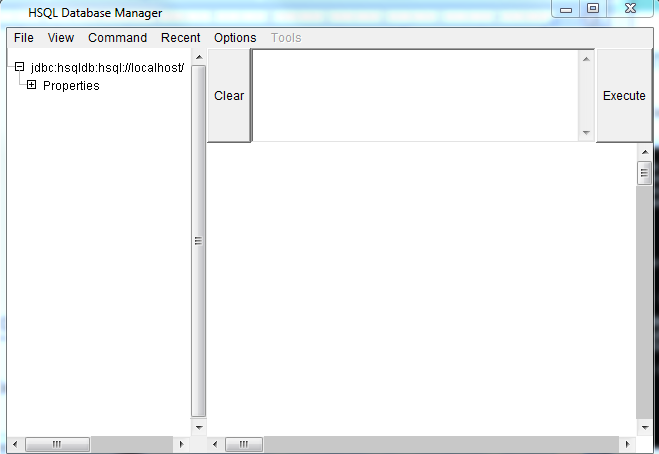 HSQL Database Manager
File View Command Recent Options Tools
jdbc:hsqldb:hsql://localhost/
Properties
Clear
Execute